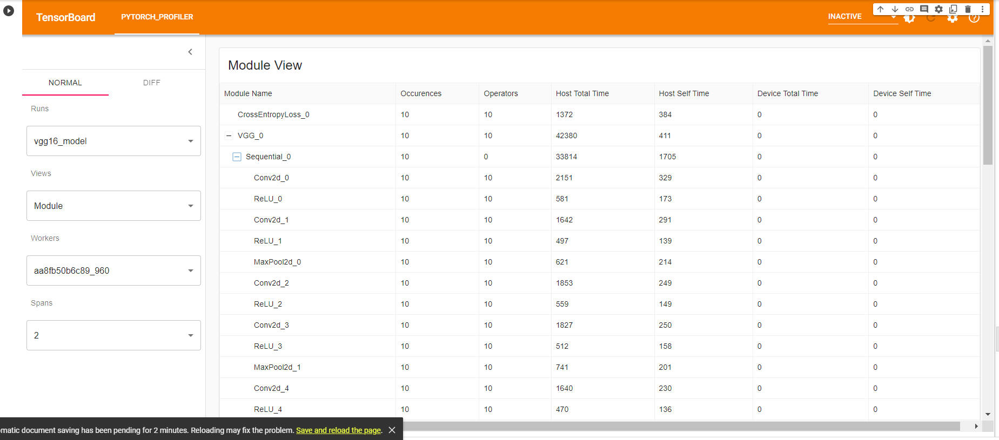 TensorBoard
PYTORCH_PROFILER
INACTIVE
NORMAL DIFF
Runs
vgg16_model
Views
Module
Workers
aa8fb50b6c89_960
Spans
2
Module View
Module Name Occurences Operators Host Total Time Host Self Time Device Total Time Device Self Time
CrossEntropyLoss_0 10 10 1372 384 0 0
VGG_0 10 10 42380 411 0 0
Sequential_0 10 0 33814 1705 0 0
Conv2d_0 10 10 2151 329 0 0
ReLU_0 10 10 581 173 0 0
Conv2d_1 10 10 1642 291 0 0
ReLU_1 10 10 497 139 0 0
MaxPool2d_0 10 10 621 214 0 0
Conv2d_2 10 10 1853 249 0 0
ReLU_2 10 10 559 149 0 0
Conv2d_3 10 10 1827 250 0 0
ReLU_3 10 10 512 158 0 0
MaxPool2d_1 10 10 741 201 0 0
Conv2d_4 10 10 1640 230 0 0
ReLU_4 10 10 470 136 0 0
omatic document saving has been pending for 2 minutes. Reloading may fix the problem. Save and reload the page.